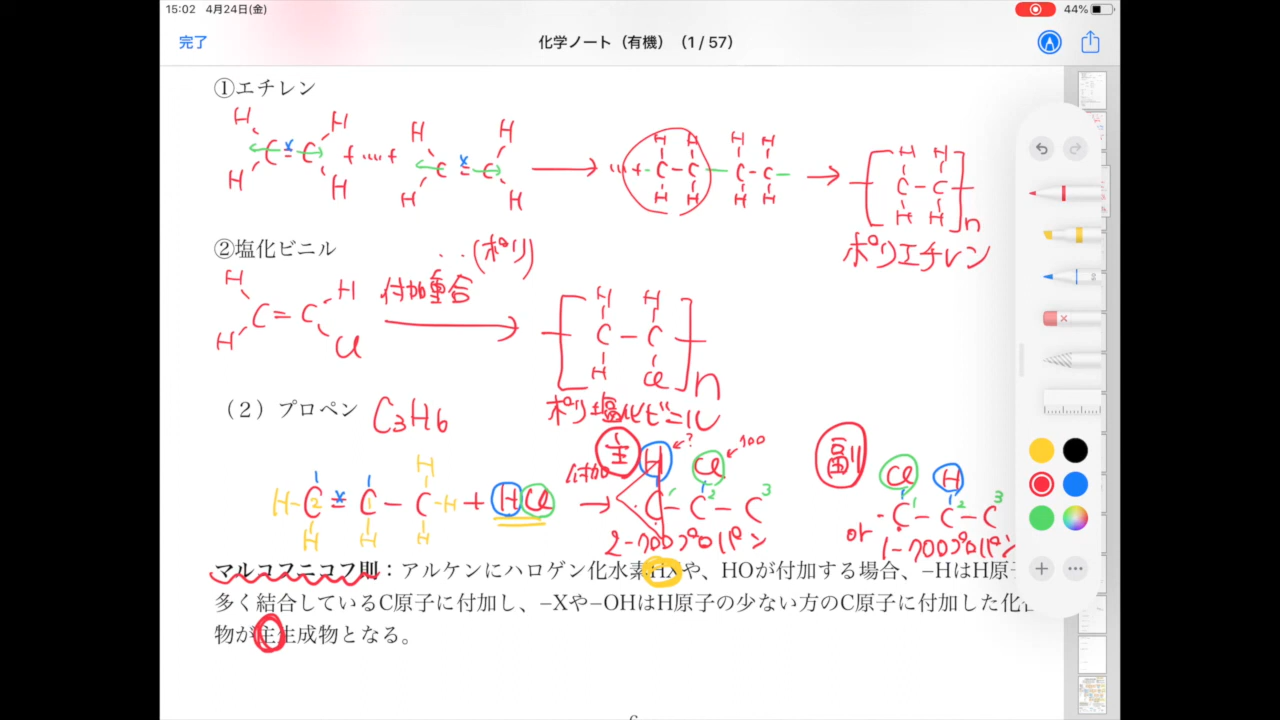 15:02 4月24日(金)
44%
完了
化学ノート（有機）（1 / 57）
①エチレン
H H H H
C = C + ····+ C = C → ····+ - C - C - C - C - → [ C - C ]n
H H H H
ポリエチレン
②塩化ビニル
(ポリ)
付加重合
H H
C = C
H Cl
H H
[ C - C ]n
H Cl
ポリ塩化ビニル
（2）プロペン C3H6
付加
主 H ←? Cl ←100
副 Cl H
H - C = C - C - H + HCl → C - C - C or C - C - C
H H H
2-クロロプロパン
1-クロロプロパン
マルコフニコフ則：アルケンにハロゲン化水素HXや、HOが付加する場合、–HはH原子
多く結合しているC原子に付加し、–Xや–OHはH原子の少ない方のC原子に付加した化合
物が主生成物となる。
6